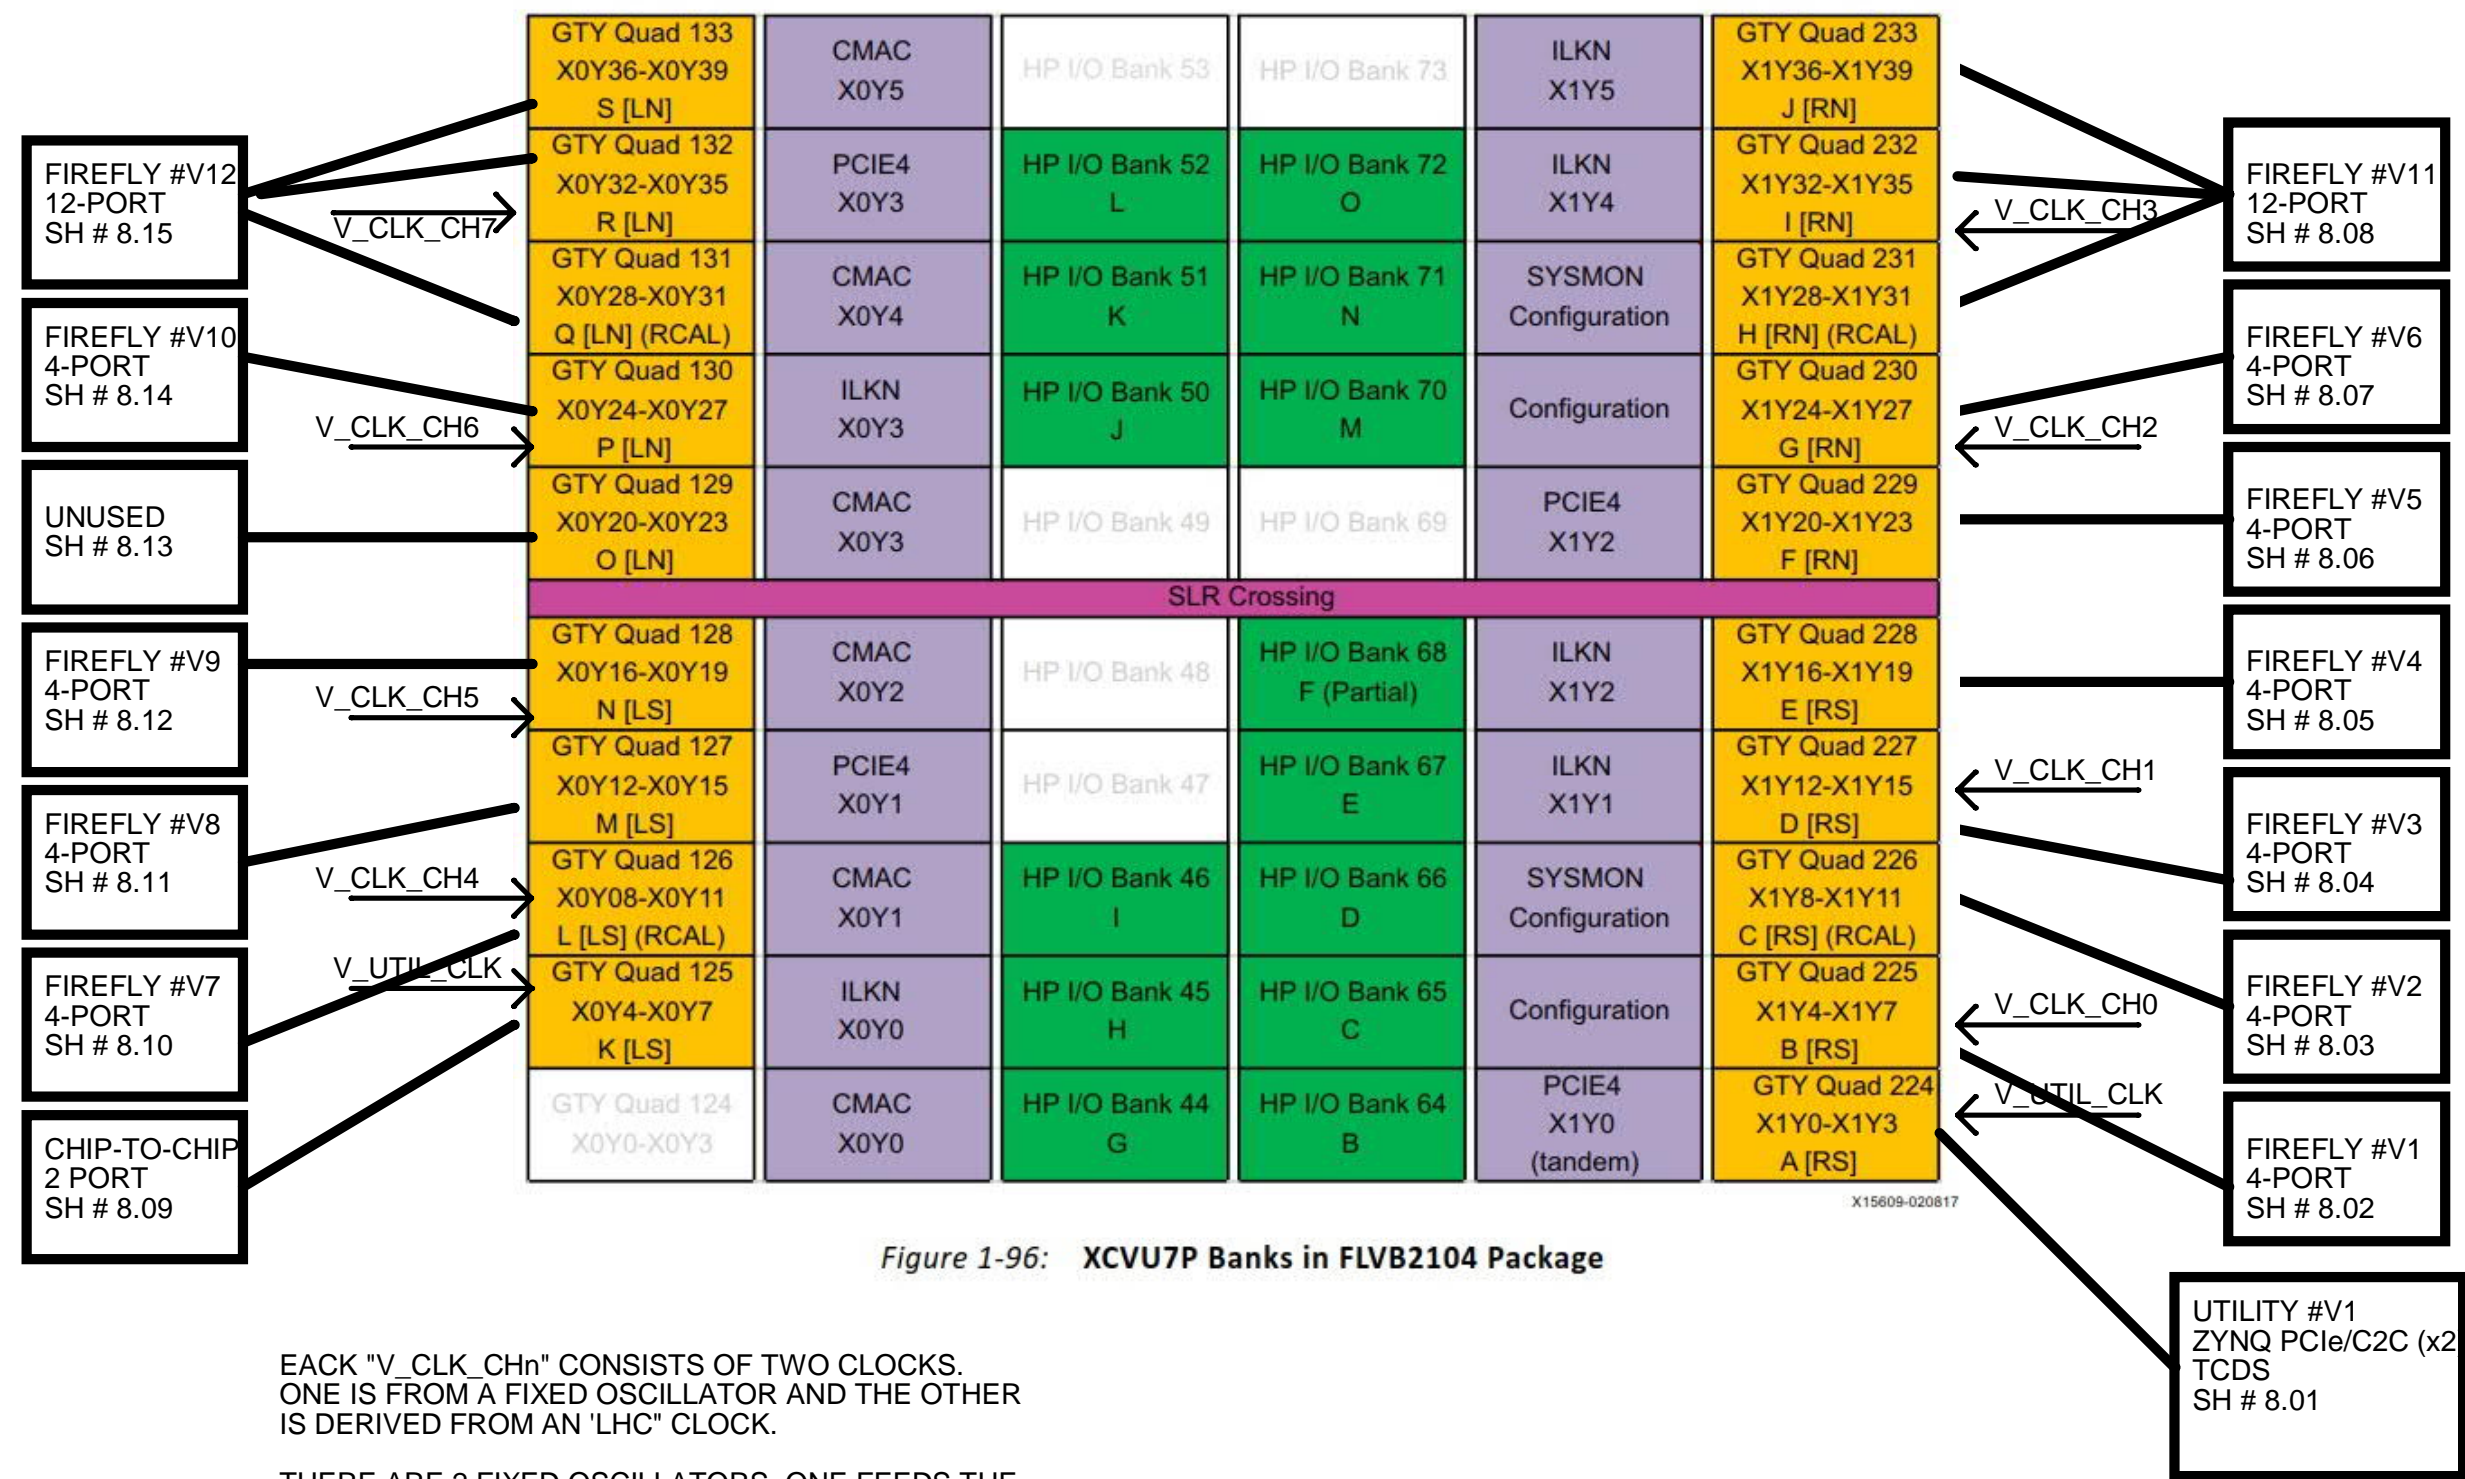 GTY Quad 133
X0Y36-X0Y39
S [LN]
CMAC
X0Y5
HP I/O Bank 53
HP I/O Bank 73
ILKN
X1Y5
GTY Quad 233
X1Y36-X1Y39
J [RN]
FIREFLY #V12
12-PORT
SH # 8.15
V_CLK_CH7
GTY Quad 132
X0Y32-X0Y35
R [LN]
PCIE4
X0Y3
HP I/O Bank 52
L
HP I/O Bank 72
O
ILKN
X1Y4
GTY Quad 232
X1Y32-X1Y35
I [RN]
V_CLK_CH3
FIREFLY #V11
12-PORT
SH # 8.08
GTY Quad 131
X0Y28-X0Y31
Q [LN] (RCAL)
CMAC
X0Y4
HP I/O Bank 51
K
HP I/O Bank 71
N
SYSMON
Configuration
GTY Quad 231
X1Y28-X1Y31
H [RN] (RCAL)
FIREFLY #V10
4-PORT
SH # 8.14
V_CLK_CH6
GTY Quad 130
X0Y24-X0Y27
P [LN]
ILKN
X0Y3
HP I/O Bank 50
J
HP I/O Bank 70
M
Configuration
GTY Quad 230
X1Y24-X1Y27
G [RN]
V_CLK_CH2
FIREFLY #V6
4-PORT
SH # 8.07
UNUSED
SH # 8.13
GTY Quad 129
X0Y20-X0Y23
O [LN]
CMAC
X0Y3
HP I/O Bank 49
HP I/O Bank 69
PCIE4
X1Y2
GTY Quad 229
X1Y20-X1Y23
F [RN]
FIREFLY #V5
4-PORT
SH # 8.06
SLR Crossing
FIREFLY #V9
4-PORT
SH # 8.12
V_CLK_CH5
GTY Quad 128
X0Y16-X0Y19
N [LS]
CMAC
X0Y2
HP I/O Bank 48
HP I/O Bank 68
F (Partial)
ILKN
X1Y2
GTY Quad 228
X1Y16-X1Y19
E [RS]
FIREFLY #V4
4-PORT
SH # 8.05
GTY Quad 127
X0Y12-X0Y15
M [LS]
PCIE4
X0Y1
HP I/O Bank 47
HP I/O Bank 67
E
ILKN
X1Y1
GTY Quad 227
X1Y12-X1Y15
D [RS]
V_CLK_CH1
FIREFLY #V8
4-PORT
SH # 8.11
V_CLK_CH4
GTY Quad 126
X0Y08-X0Y11
L [LS] (RCAL)
CMAC
X0Y1
HP I/O Bank 46
I
HP I/O Bank 66
D
SYSMON
Configuration
GTY Quad 226
X1Y8-X1Y11
C [RS] (RCAL)
FIREFLY #V3
4-PORT
SH # 8.04
FIREFLY #V7
4-PORT
SH # 8.10
V_UTIL_CLK
GTY Quad 125
X0Y4-X0Y7
K [LS]
ILKN
X0Y0
HP I/O Bank 45
H
HP I/O Bank 65
C
Configuration
GTY Quad 225
X1Y4-X1Y7
B [RS]
V_CLK_CH0
FIREFLY #V2
4-PORT
SH # 8.03
CHIP-TO-CHIP
2 PORT
SH # 8.09
GTY Quad 124
X0Y0-X0Y3
CMAC
X0Y0
HP I/O Bank 44
G
HP I/O Bank 64
B
PCIE4
X1Y0
(tandem)
GTY Quad 224
X1Y0-X1Y3
A [RS]
V_UTIL_CLK
FIREFLY #V1
4-PORT
SH # 8.02
X15609-020817
Figure 1-96: XCVU7P Banks in FLVB2104 Package
UTILITY #V1
ZYNQ PCIe/C2C (x2
TCDS
SH # 8.01
EACK "V_CLK_CHn" CONSISTS OF TWO CLOCKS.
ONE IS FROM A FIXED OSCILLATOR AND THE OTHER
IS DERIVED FROM AN 'LHC" CLOCK.
THERE ARE 2 FIXED OSCILLATORS. ONE FEEDS THE